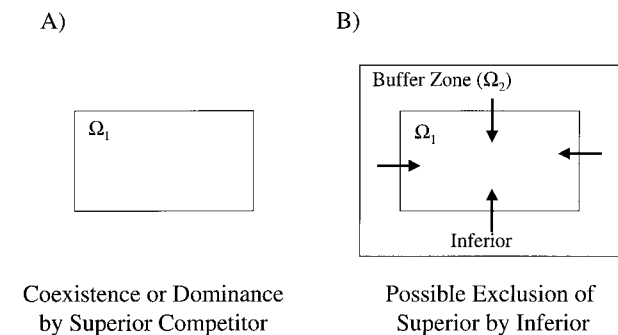 A)
Ω1
Coexistence or Dominance
by Superior Competitor
B)
Buffer Zone (Ω2)
Ω1
Inferior
Possible Exclusion of
Superior by Inferior